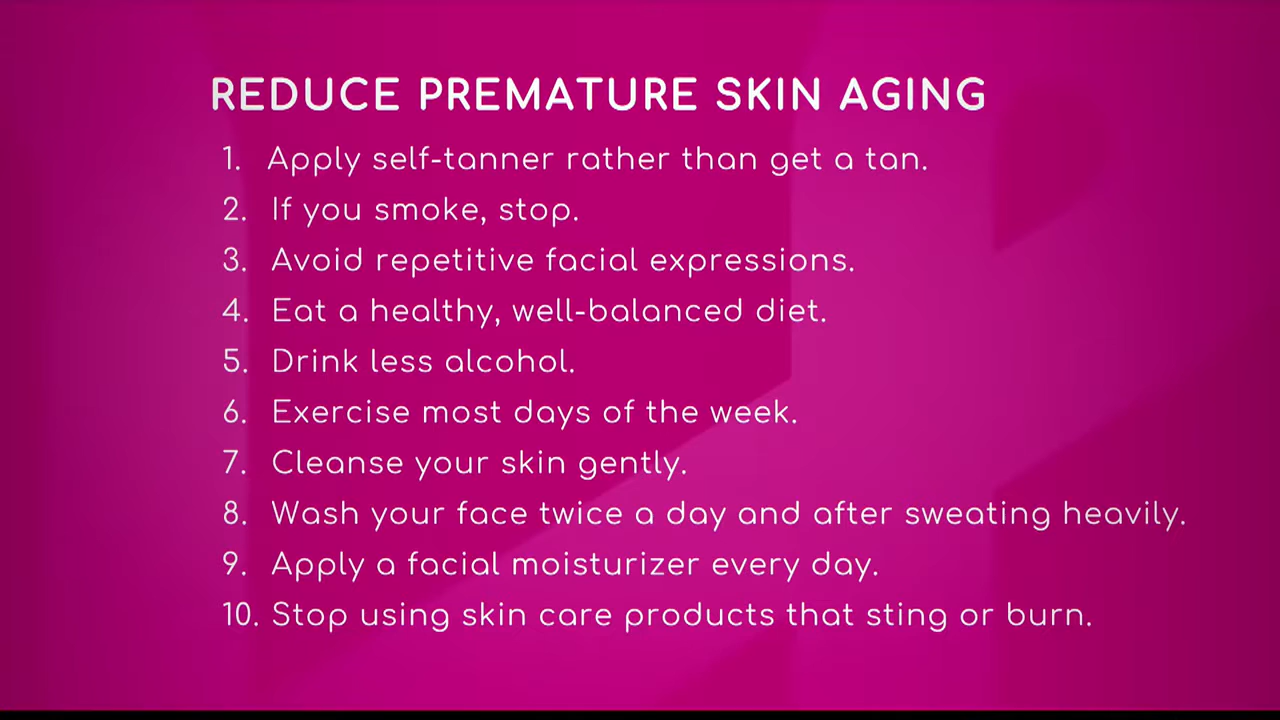 REDUCE PREMATURE SKIN AGING
1. Apply self-tanner rather than get a tan.
2. If you smoke, stop.
3. Avoid repetitive facial expressions.
4. Eat a healthy, well-balanced diet.
5. Drink less alcohol.
6. Exercise most days of the week.
7. Cleanse your skin gently.
8. Wash your face twice a day and after sweating heavily.
9. Apply a facial moisturizer every day.
10. Stop using skin care products that sting or burn.